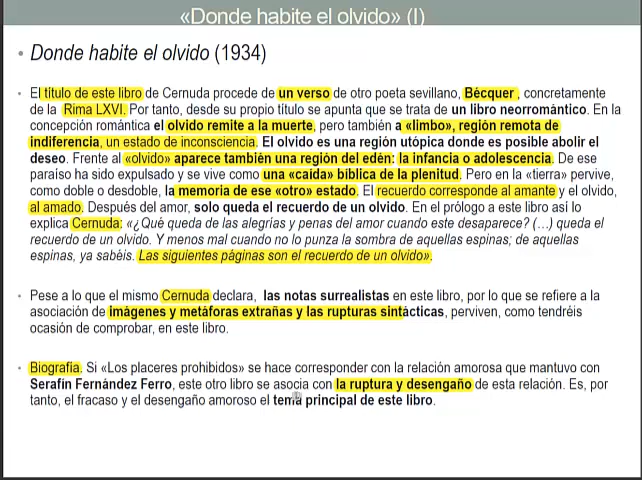 «Donde habite el olvido» (I)
• Donde habite el olvido (1934)
• El título de este libro de Cernuda procede de un verso de otro poeta sevillano, Bécquer , concretamente
de la Rima LXVI. Por tanto, desde su propio título se apunta que se trata de un libro neorromántico. En la
concepción romántica el olvido remite a la muerte, pero también a «limbo», región remota de
indiferencia, un estado de inconsciencia. El olvido es una región utópica donde es posible abolir el
deseo. Frente al «olvido» aparece también una región del edén: la infancia o adolescencia. De ese
paraíso ha sido expulsado y se vive como una «caída» bíblica de la plenitud. Pero en la «tierra» pervive,
como doble o desdoble, la memoria de ese «otro» estado. El recuerdo corresponde al amante y el olvido,
al amado. Después del amor, solo queda el recuerdo de un olvido. En el prólogo a este libro así lo
explica Cernuda: «¿Qué queda de las alegrías y penas del amor cuando este desaparece? (...) queda el
recuerdo de un olvido. Y menos mal cuando no lo punza la sombra de aquellas espinas; de aquellas
espinas, ya sabéis. Las siguientes páginas son el recuerdo de un olvido».
• Pese a lo que el mismo Cernuda declara, las notas surrealistas en este libro, por lo que se refiere a la
asociación de imágenes y metáforas extrañas y las rupturas sintácticas, perviven, como tendréis
ocasión de comprobar, en este libro.
• Biografía. Si «Los placeres prohibidos» se hace corresponder con la relación amorosa que mantuvo con
Serafín Fernández Ferro, este otro libro se asocia con la ruptura y desengaño de esta relación. Es, por
tanto, el fracaso y el desengaño amoroso el tema principal de este libro.